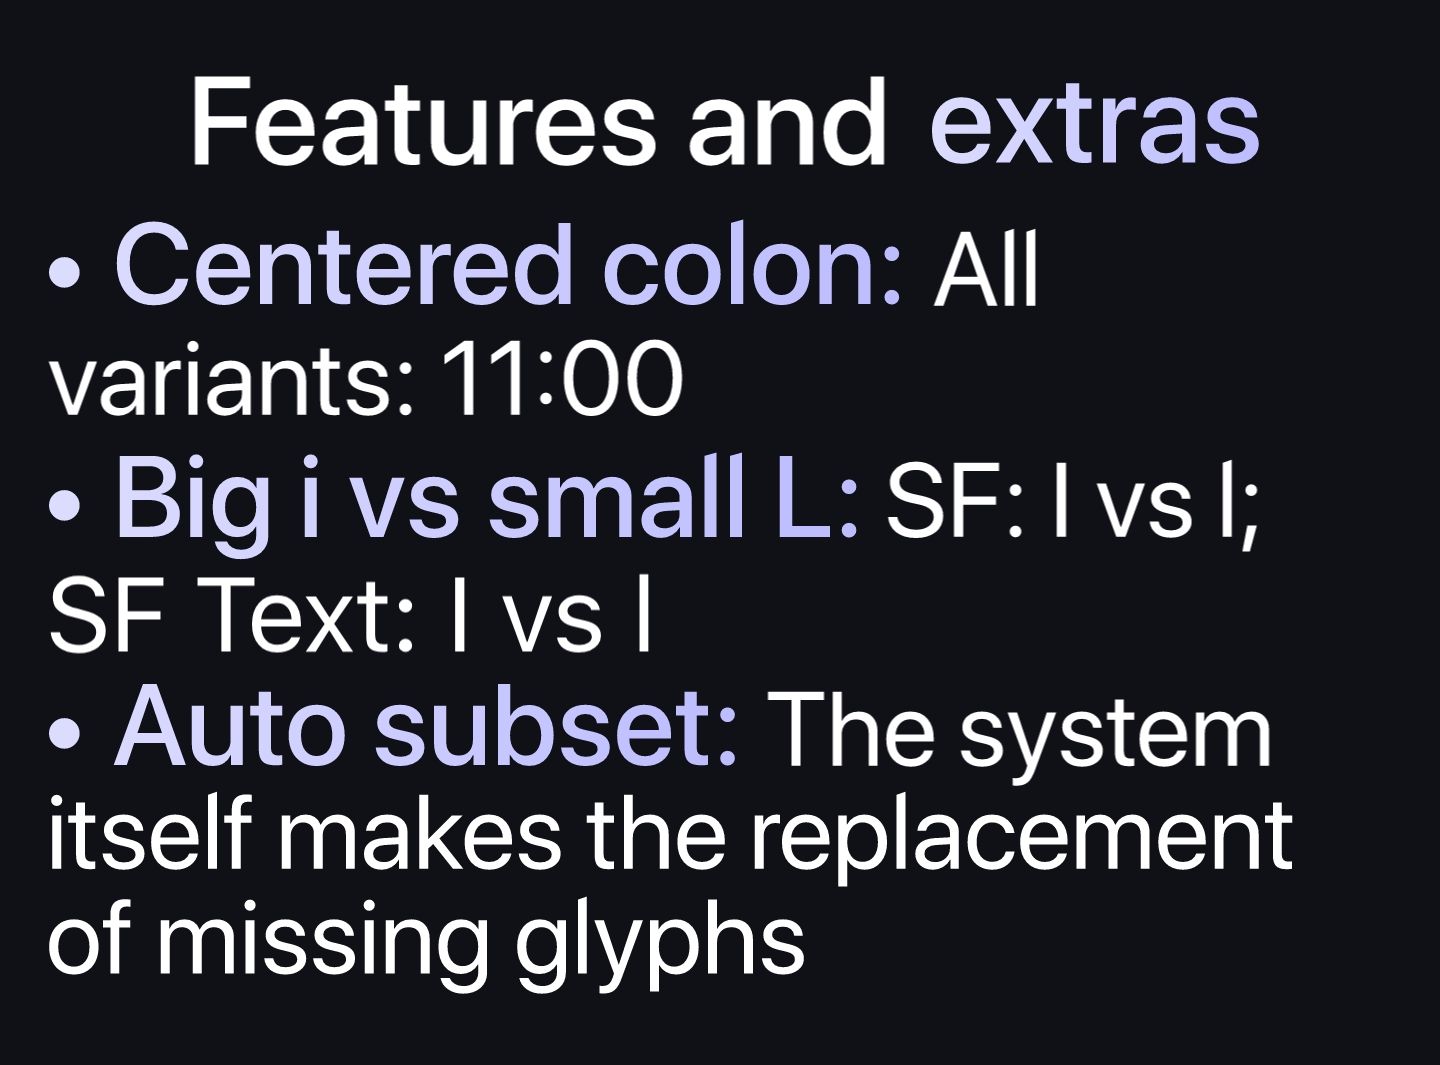 Features and extras
• Centered colon: All
variants: 11:00
• Big i vs small L: SF: I vs l;
SF Text: I vs l
• Auto subset: The system
itself makes the replacement
of missing glyphs